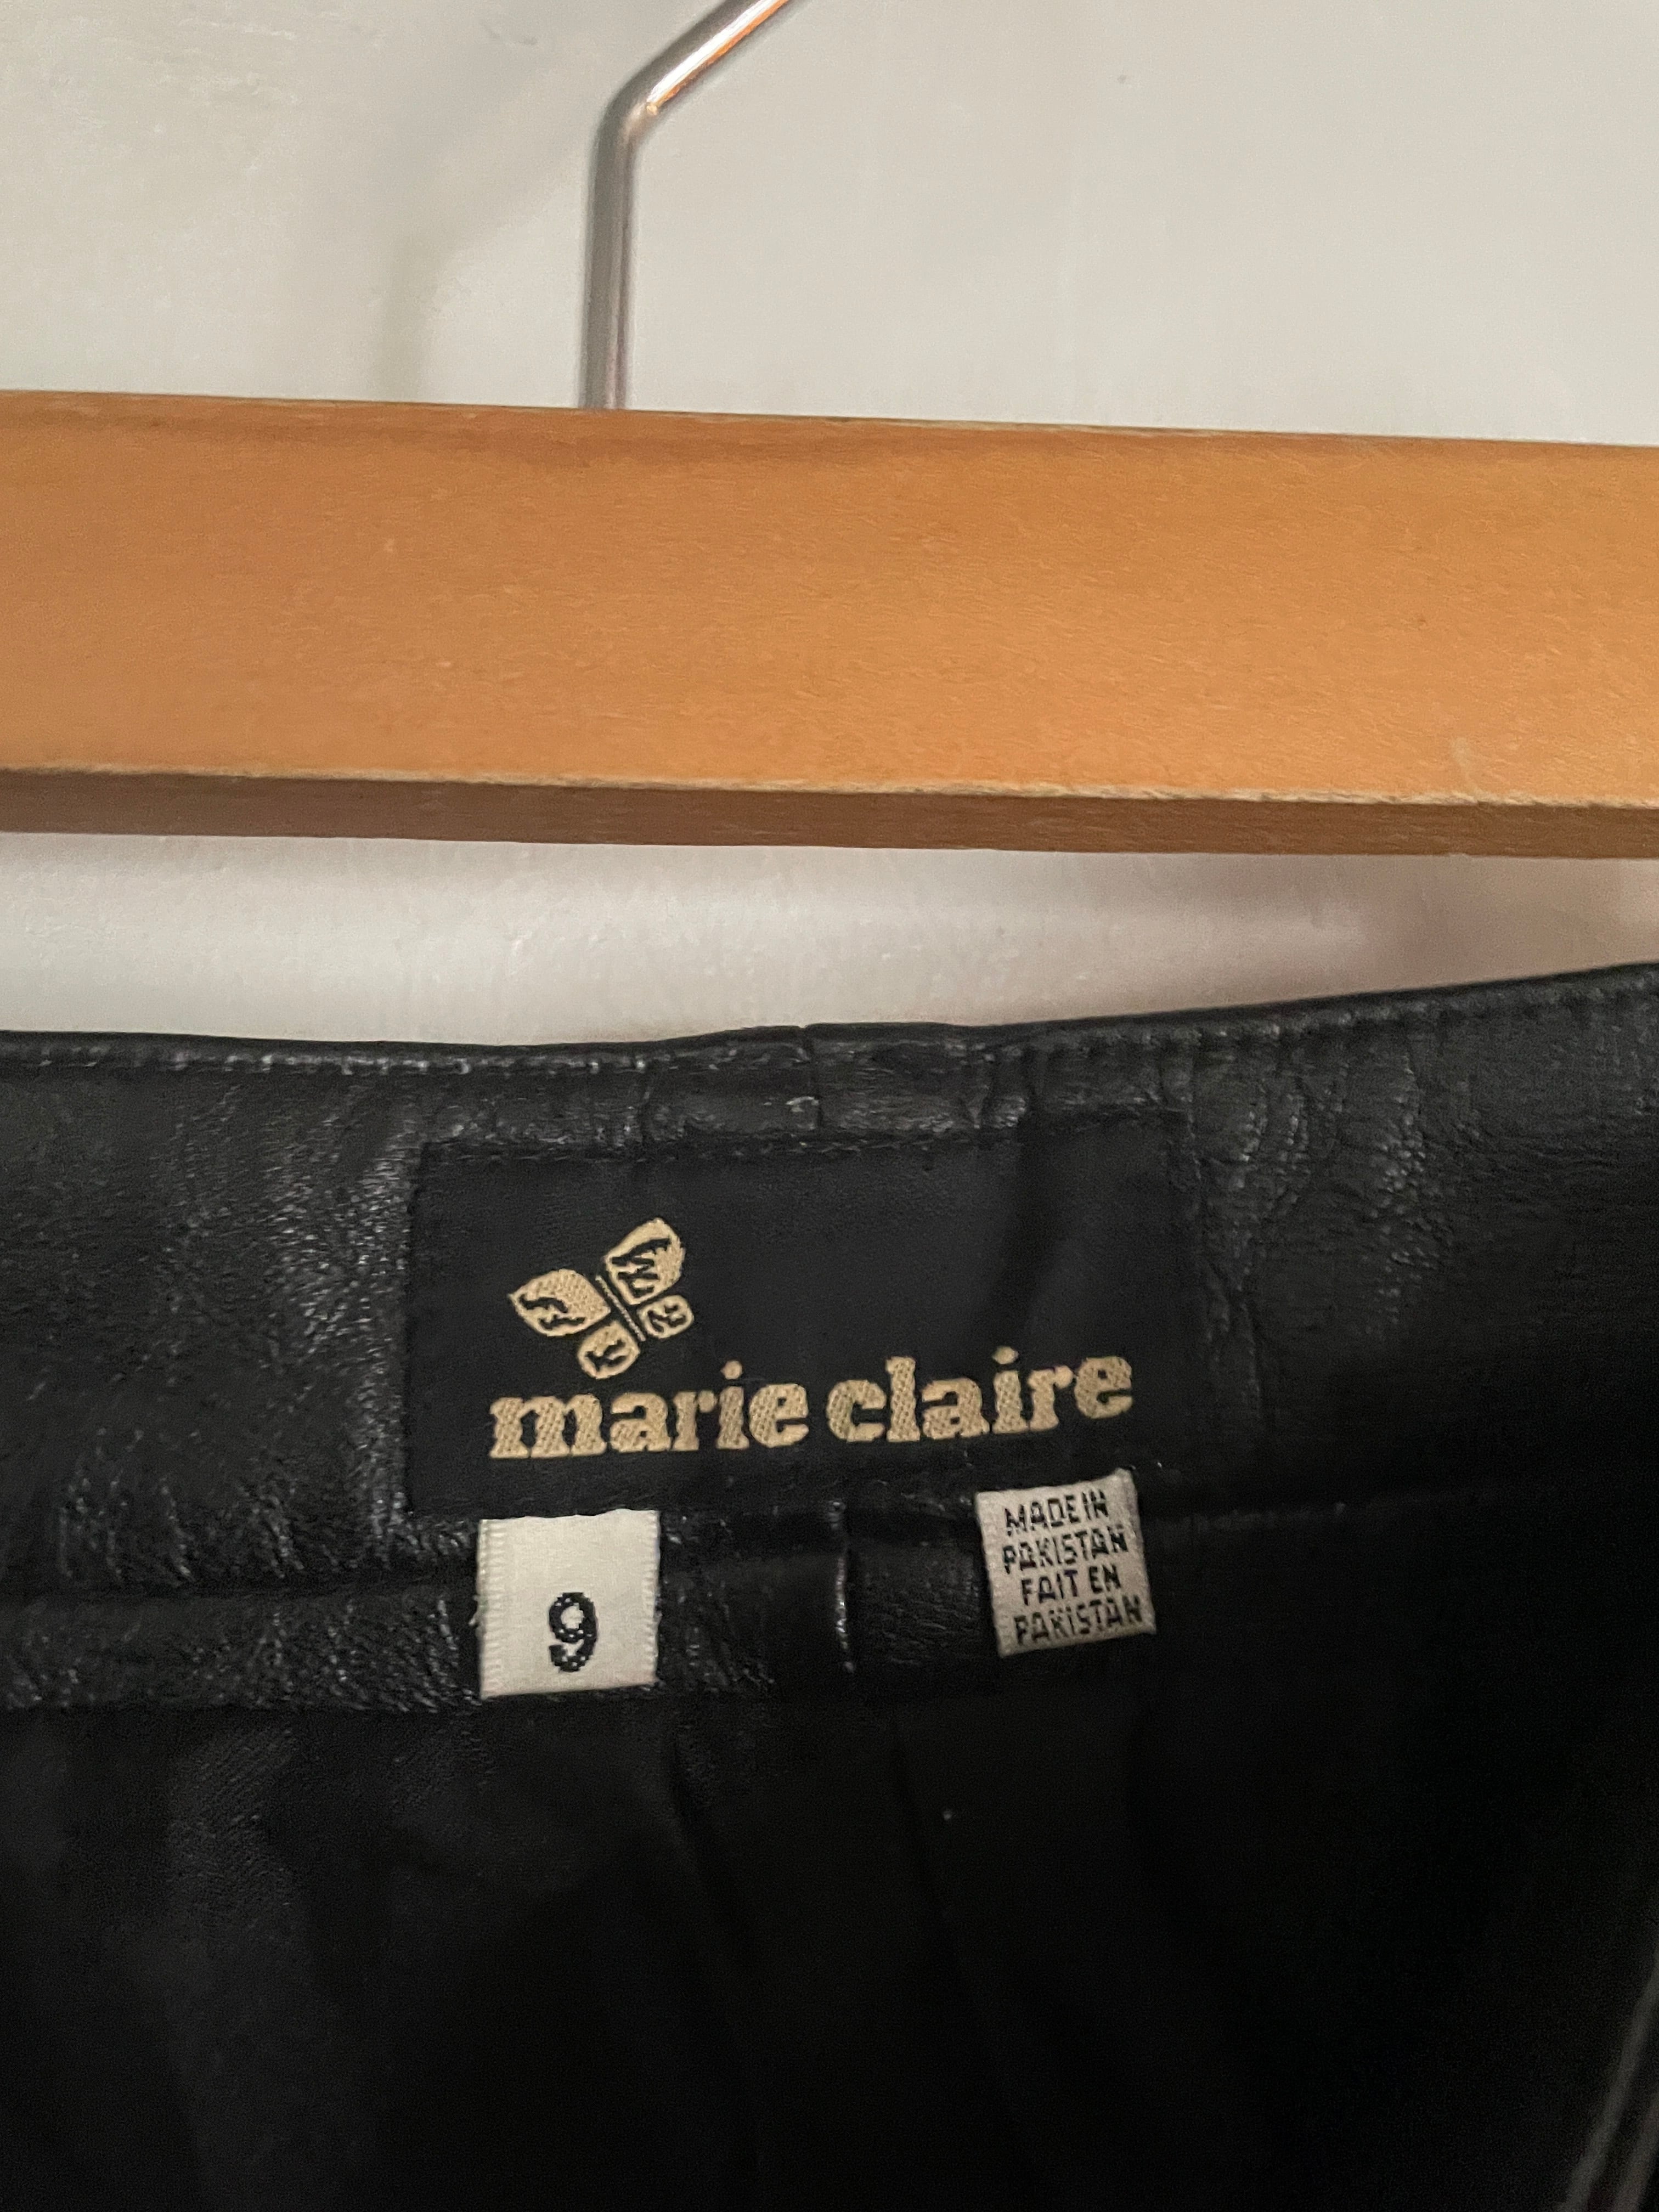 marie claire
9
MADE IN
PAKISTAN
FAIT EN
PAKISTAN